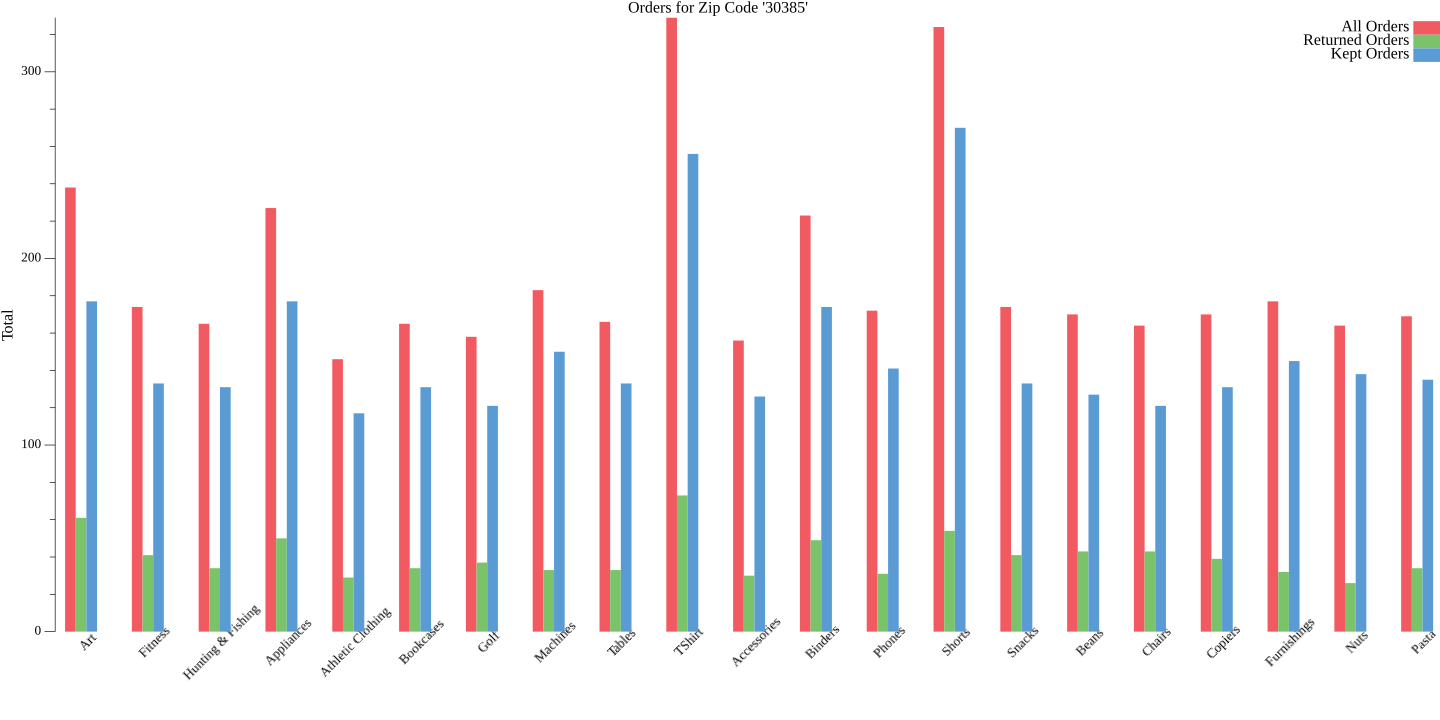 Orders for Zip Code '30385'
All Orders
Returned Orders
Kept Orders
Total
300
200
100
0
Art
Fitness
Hunting & Fishing
Appliances
Athletic Clothing
Bookcases
Golf
Machines
Tables
TShirt
Accessories
Binders
Phones
Shorts
Snacks
Beans
Chairs
Copiers
Furnishings
Nuts
Pasta